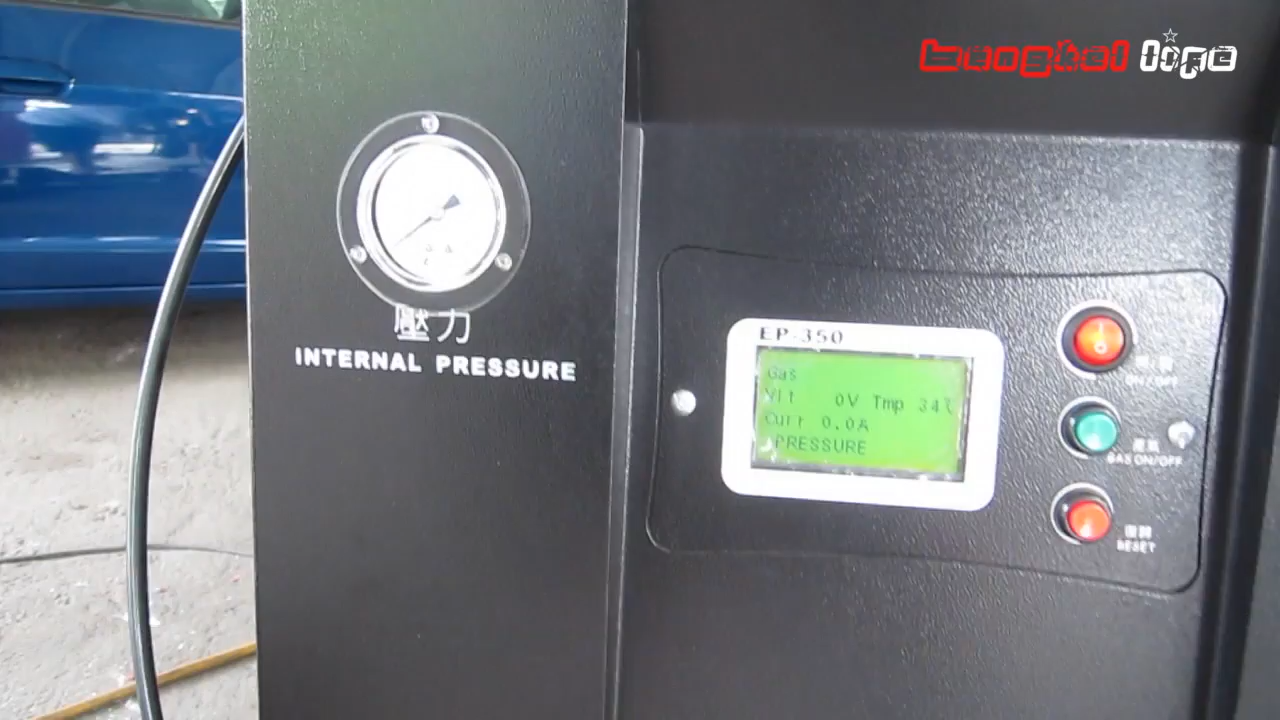 bengkel
壓力
INTERNAL PRESSURE
EP-350
Gas
Vlt 0V Tmp 34℃
Curr 0.0A
PRESSURE
ON/OFF
GAS ON/OFF
RESET